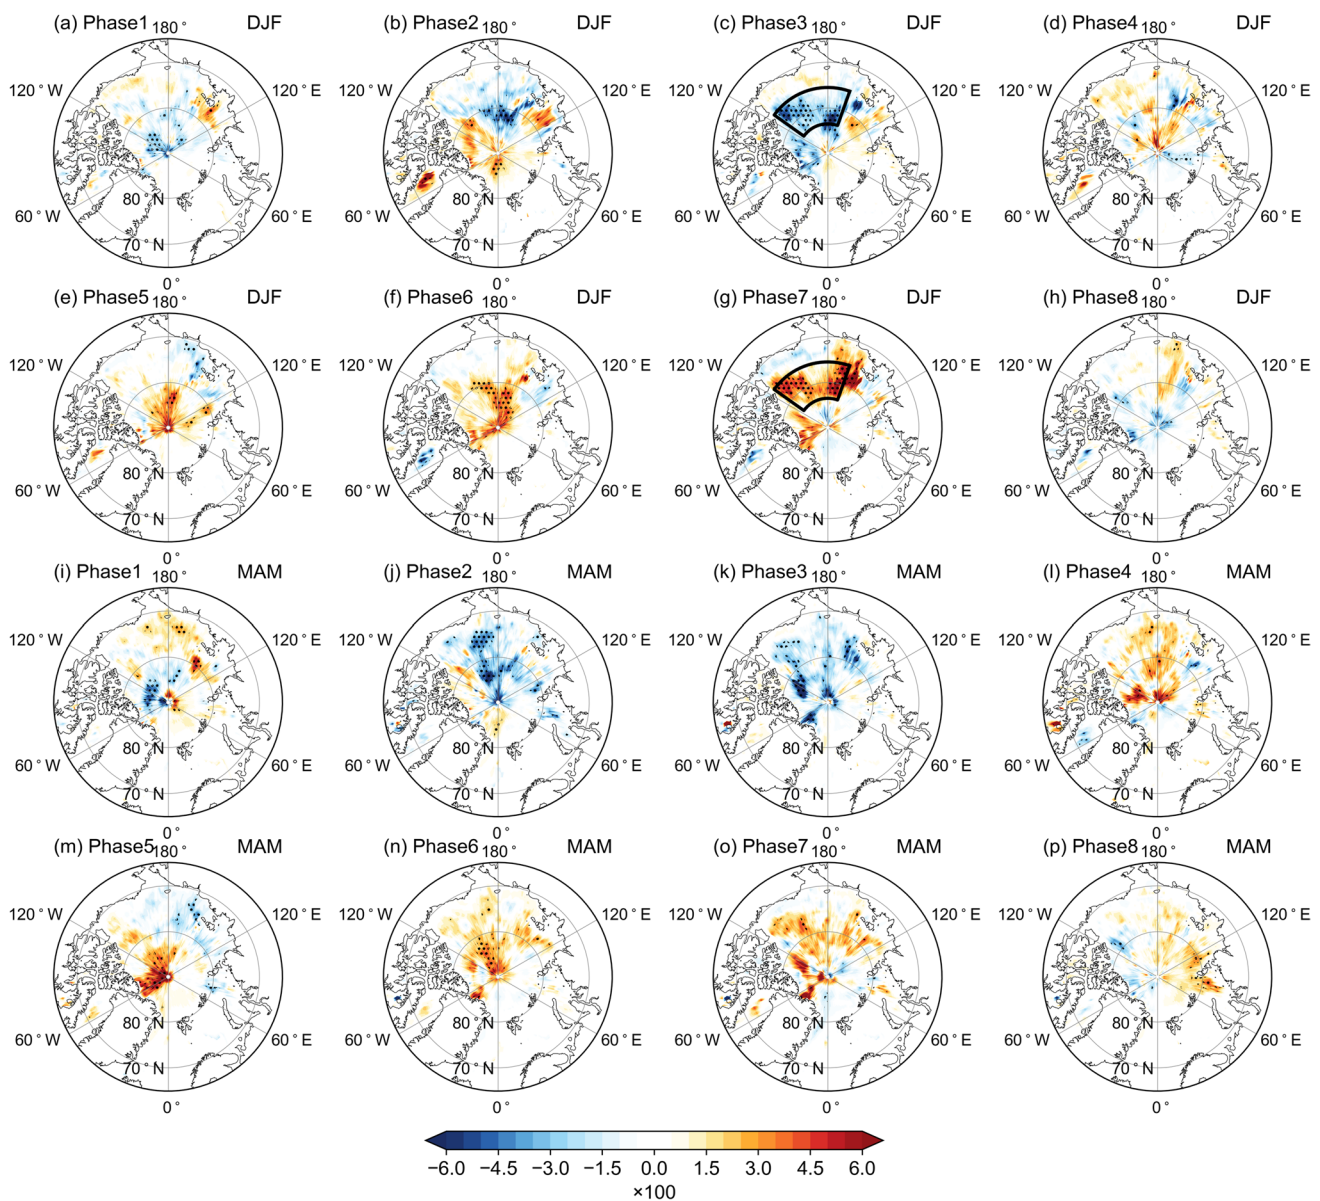 (a) Phase1 180° DJF (b) Phase2 180° DJF (c) Phase3 180° DJF (d) Phase4 180° DJF
120° W 120° E 120° W 120° E 120° W 120° E 120° W 120° E
80° N 80° N 80° N 80° N
60° W 60° E 60° W 60° E 60° W 60° E 60° W 60° E
70° N 70° N 70° N 70° N
0° 0° 0° 0°
(e) Phase5 180° DJF (f) Phase6 180° DJF (g) Phase7 180° DJF (h) Phase8 180° DJF
120° W 120° E 120° W 120° E 120° W 120° E 120° W 120° E
80° N 80° N 80° N 80° N
60° W 60° E 60° W 60° E 60° W 60° E 60° W 60° E
70° N 70° N 70° N 70° N
0° 0° 0° 0°
(i) Phase1 180° MAM (j) Phase2 180° MAM (k) Phase3 180° MAM (l) Phase4 180° MAM
120° W 120° E 120° W 120° E 120° W 120° E 120° W 120° E
80° N 80° N 80° N 80° N
60° W 60° E 60° W 60° E 60° W 60° E 60° W 60° E
70° N 70° N 70° N 70° N
0° 0° 0° 0°
(m) Phase5 180° MAM (n) Phase6 180° MAM (o) Phase7 180° MAM (p) Phase8 180° MAM
120° W 120° E 120° W 120° E 120° W 120° E 120° W 120° E
80° N 80° N 80° N 80° N
60° W 60° E 60° W 60° E 60° W 60° E 60° W 60° E
70° N 70° N 70° N 70° N
0° 0° 0° 0°
−6.0 −4.5 −3.0 −1.5 0.0 1.5 3.0 4.5 6.0
×100